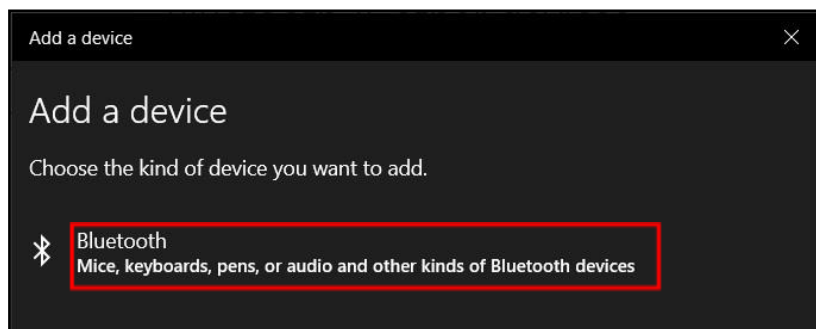 Add a device
Add a device
Choose the kind of device you want to add.
Bluetooth
Mice, keyboards, pens, or audio and other kinds of Bluetooth devices